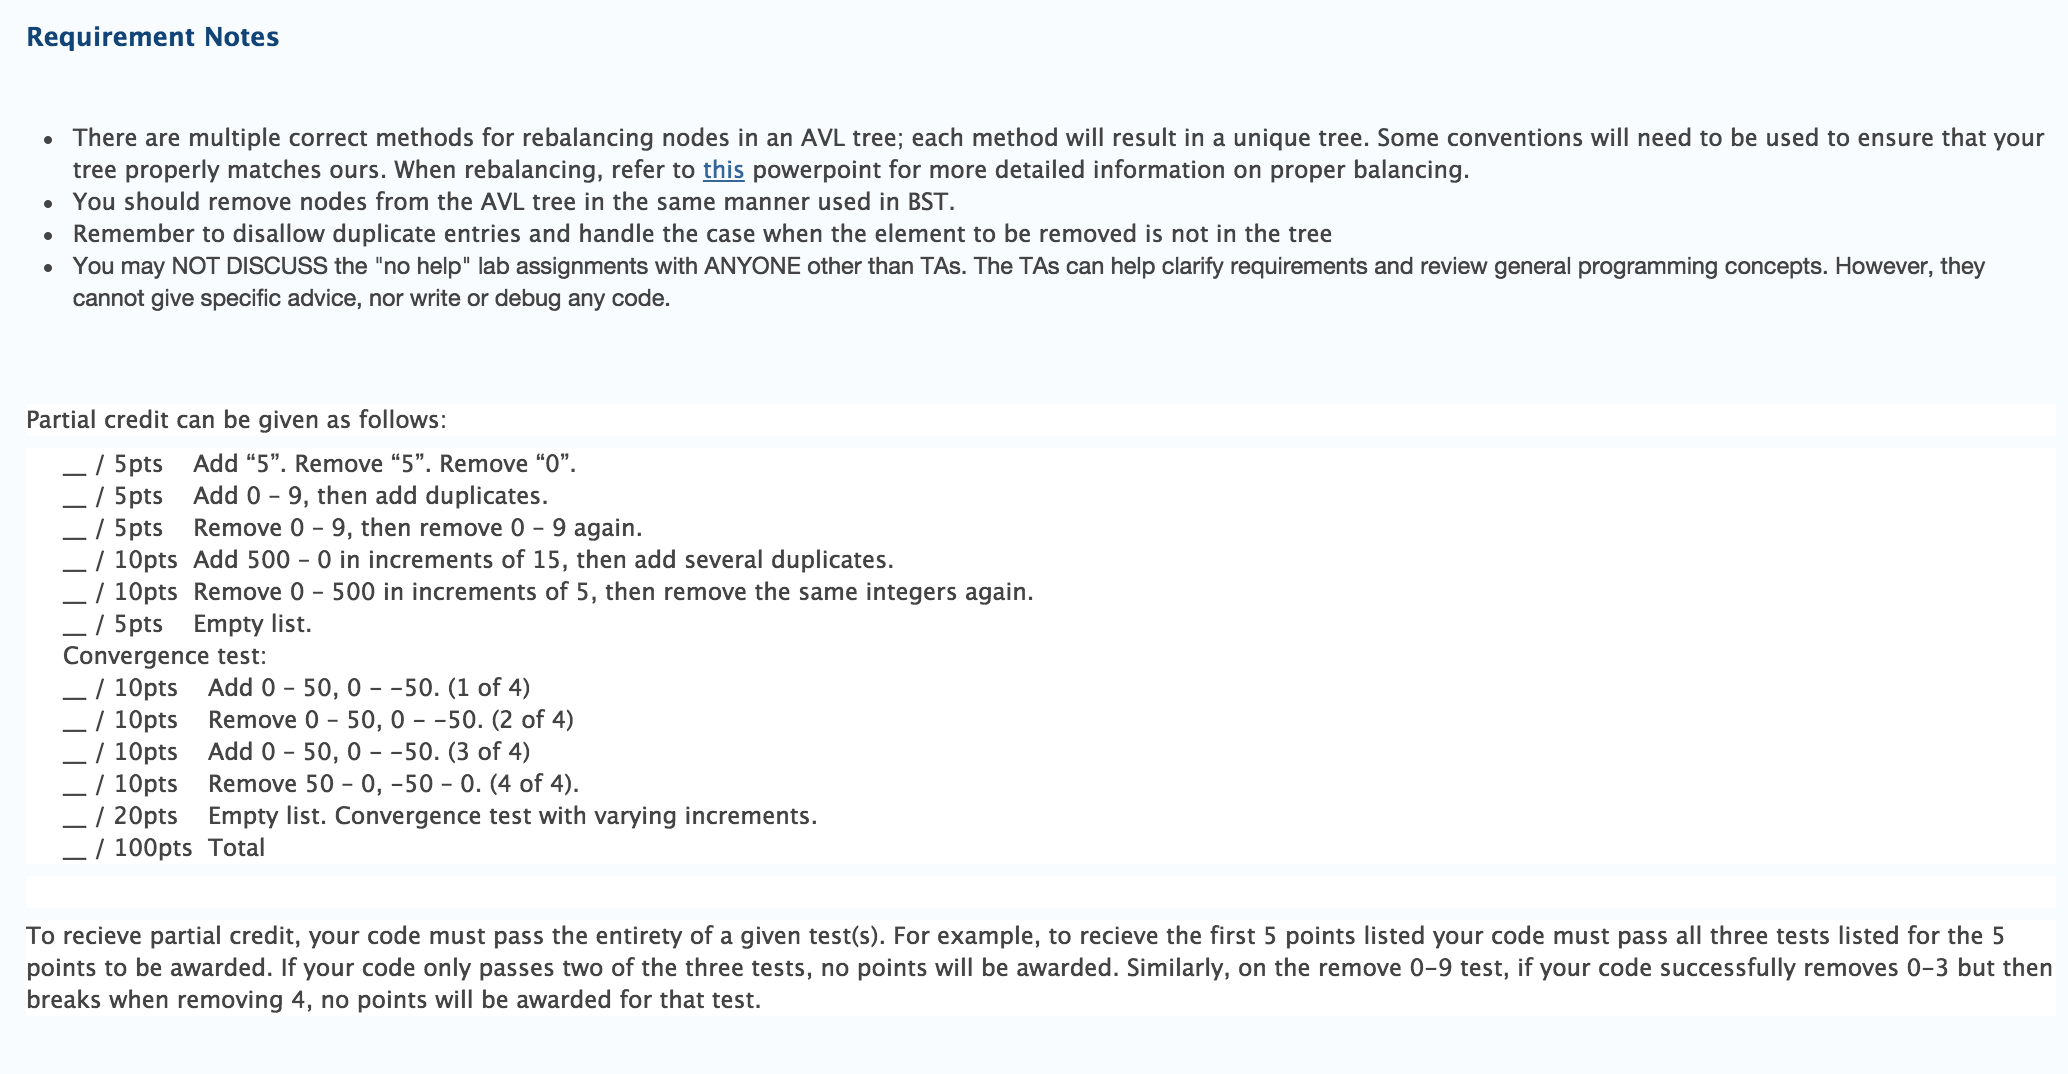 Requirement Notes
• There are multiple correct methods for rebalancing nodes in an AVL tree; each method will result in a unique tree. Some conventions will need to be used to ensure that your
tree properly matches ours. When rebalancing, refer to this powerpoint for more detailed information on proper balancing.
• You should remove nodes from the AVL tree in the same manner used in BST.
• Remember to disallow duplicate entries and handle the case when the element to be removed is not in the tree
• You may NOT DISCUSS the "no help" lab assignments with ANYONE other than TAs. The TAs can help clarify requirements and review general programming concepts. However, they
cannot give specific advice, nor write or debug any code.
Partial credit can be given as follows:
__ / 5pts Add “5”. Remove “5”. Remove “0”.
__ / 5pts Add 0 – 9, then add duplicates.
__ / 5pts Remove 0 – 9, then remove 0 – 9 again.
__ / 10pts Add 500 – 0 in increments of 15, then add several duplicates.
__ / 10pts Remove 0 – 500 in increments of 5, then remove the same integers again.
__ / 5pts Empty list.
Convergence test:
__ / 10pts Add 0 – 50, 0 – -50. (1 of 4)
__ / 10pts Remove 0 – 50, 0 – -50. (2 of 4)
__ / 10pts Add 0 – 50, 0 – -50. (3 of 4)
__ / 10pts Remove 50 – 0, -50 – 0. (4 of 4).
__ / 20pts Empty list. Convergence test with varying increments.
__ / 100pts Total
To recieve partial credit, your code must pass the entirety of a given test(s). For example, to recieve the first 5 points listed your code must pass all three tests listed for the 5
points to be awarded. If your code only passes two of the three tests, no points will be awarded. Similarly, on the remove 0-9 test, if your code successfully removes 0-3 but then
breaks when removing 4, no points will be awarded for that test.